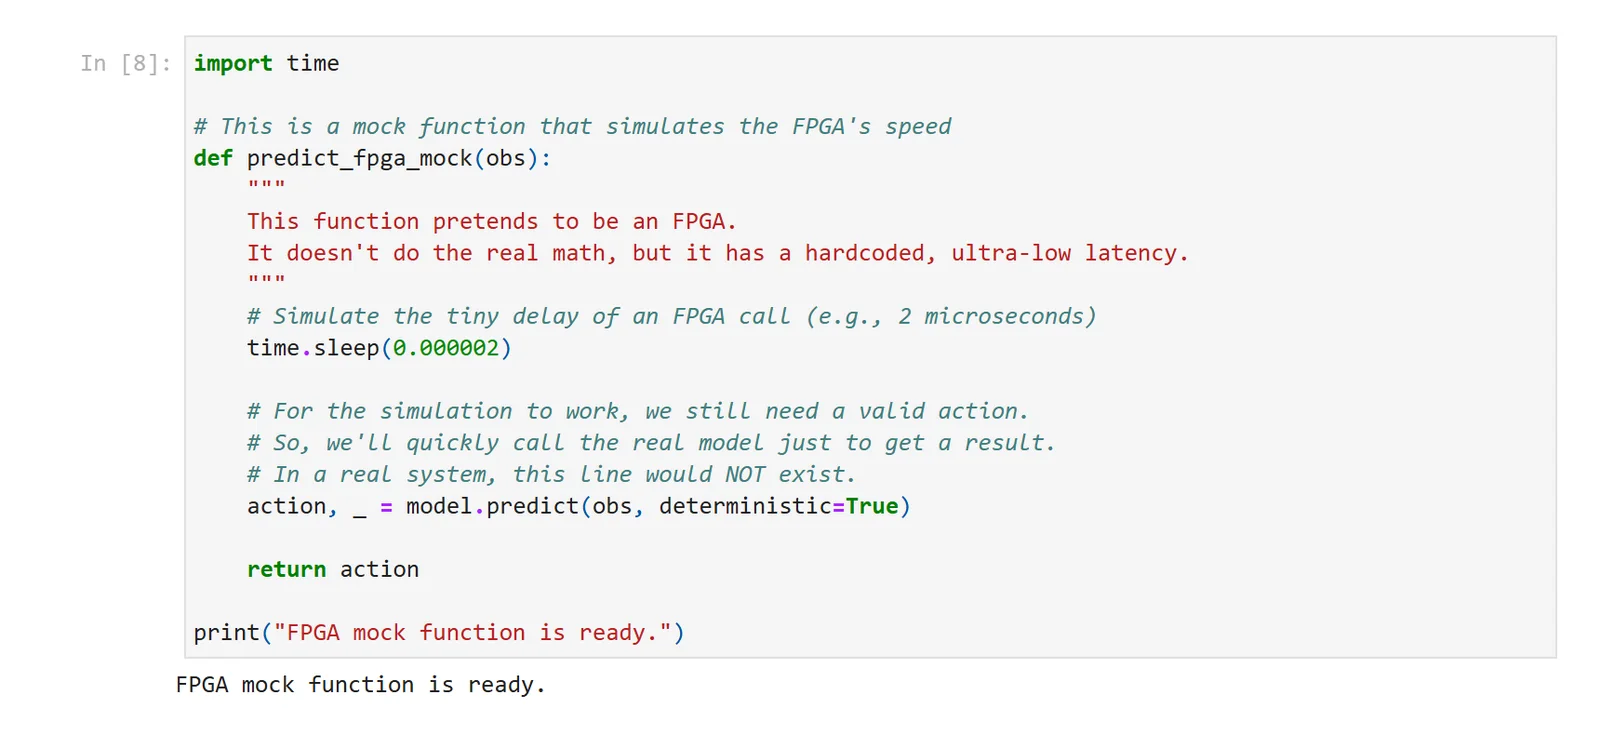 In [8]:
import time
# This is a mock function that simulates the FPGA's speed
def predict_fpga_mock(obs):
    """
    This function pretends to be an FPGA.
    It doesn't do the real math, but it has a hardcoded, ultra-low latency.
    """
    # Simulate the tiny delay of an FPGA call (e.g., 2 microseconds)
    time.sleep(0.000002)
    # For the simulation to work, we still need a valid action.
    # So, we'll quickly call the real model just to get a result.
    # In a real system, this line would NOT exist.
    action, _ = model.predict(obs, deterministic=True)
    return action
print("FPGA mock function is ready.")
FPGA mock function is ready.